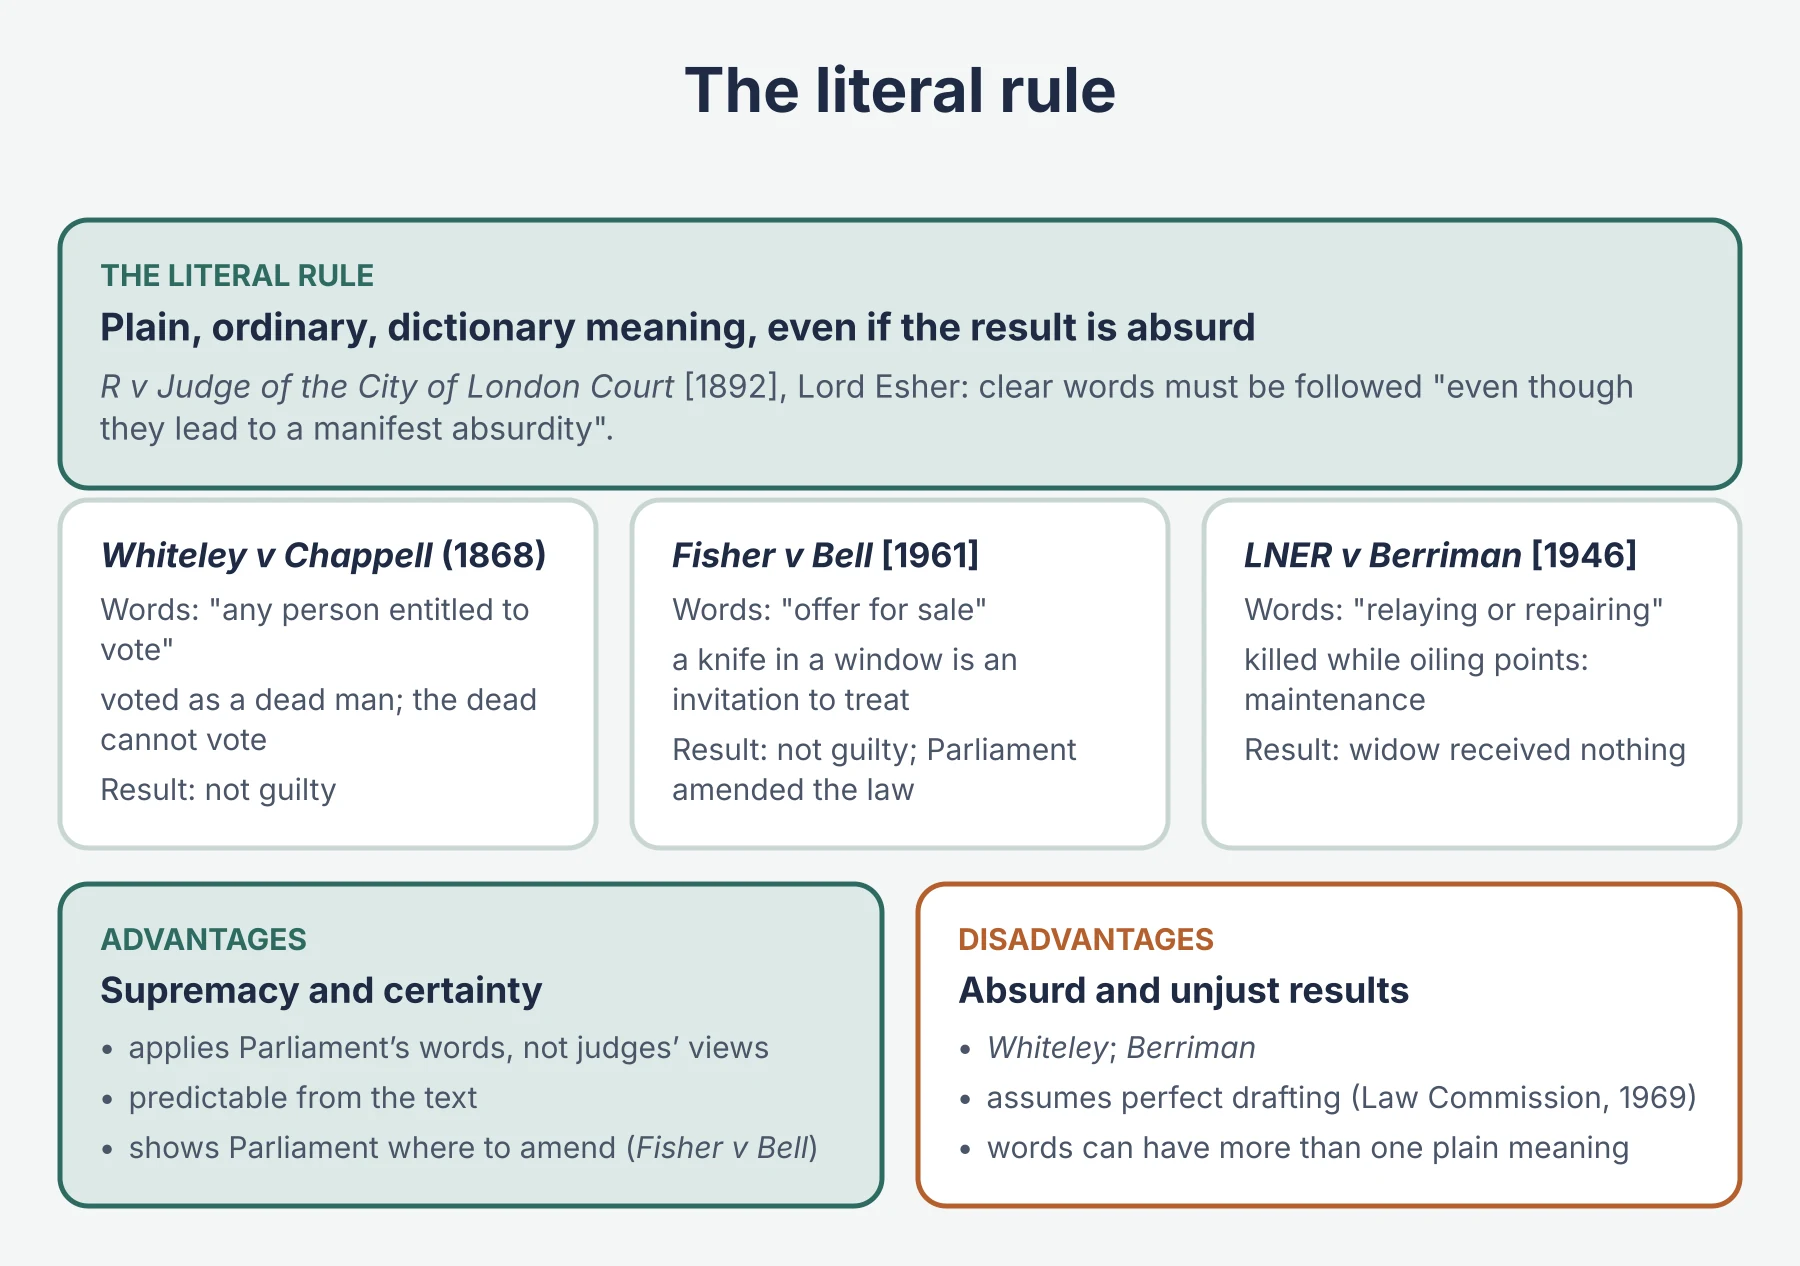 The literal rule
THE LITERAL RULE
Plain, ordinary, dictionary meaning, even if the result is absurd
R v Judge of the City of London Court [1892], Lord Esher: clear words must be followed "even though
they lead to a manifest absurdity".
Whiteley v Chappell (1868)
Words: "any person entitled to
vote"
voted as a dead man; the dead
cannot vote
Result: not guilty
Fisher v Bell [1961]
Words: "offer for sale"
a knife in a window is an
invitation to treat
Result: not guilty; Parliament
amended the law
LNER v Berriman [1946]
Words: "relaying or repairing"
killed while oiling points:
maintenance
Result: widow received nothing
ADVANTAGES
Supremacy and certainty
• applies Parliament’s words, not judges’ views
• predictable from the text
• shows Parliament where to amend (Fisher v Bell)
DISADVANTAGES
Absurd and unjust results
• Whiteley; Berriman
• assumes perfect drafting (Law Commission, 1969)
• words can have more than one plain meaning